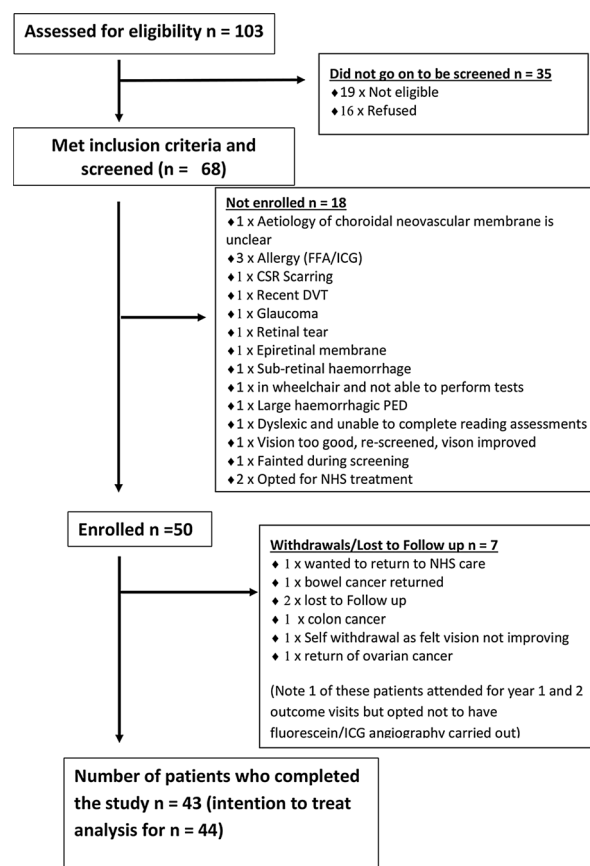 Assessed for eligibility n = 103
Did not go on to be screened n = 35
♦19 x Not eligible
♦16 x Refused
Met inclusion criteria and
screened (n = 68)
Not enrolled n = 18
♦1 x Aetiology of choroidal neovascular membrane is
unclear
♦3 x Allergy (FFA/ICG)
♦1 x CSR Scarring
♦1 x Recent DVT
♦1 x Glaucoma
♦1 x Retinal tear
♦1 x Epiretinal membrane
♦1 x Sub-retinal haemorrhage
♦1 x in wheelchair and not able to perform tests
♦1 x Large haemorrhagic PED
♦1 x Dyslexic and unable to complete reading assessments
♦1 x Vision too good, re-screened, vison improved
♦1 x Fainted during screening
♦2 x Opted for NHS treatment
Enrolled n =50
Withdrawals/Lost to Follow up n = 7
♦ 1 x wanted to return to NHS care
♦ 1 x bowel cancer returned
♦ 2 x lost to Follow up
♦ 1 x colon cancer
♦ 1 x Self withdrawal as felt vision not improving
♦ 1 x return of ovarian cancer
(Note 1 of these patients attended for year 1 and 2
outcome visits but opted not to have
fluorescein/ICG angiography carried out)
Number of patients who completed
the study n = 43 (intention to treat
analysis for n = 44)